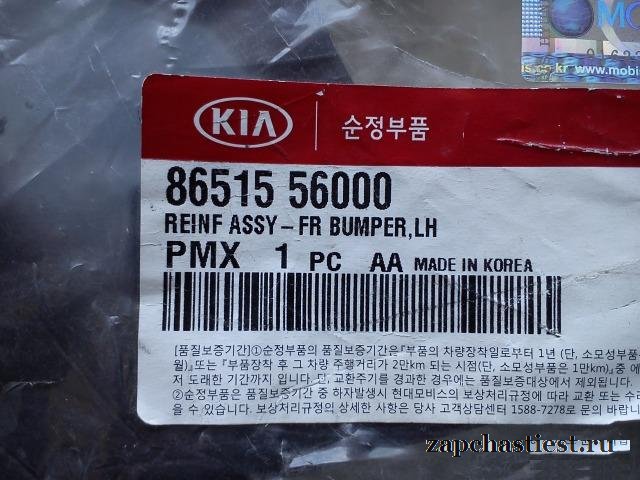 MO
www.mobi
KIA 순정부품
86515 56000
REINF ASSY-FR BUMPER,LH
PMX 1 PC AA MADE IN KOREA
[품질보증기간]①순정부품의 품질보증기간은『부품의 차량장착일로부터 1년 (단, 소모성부품은
월)』또는 『부품장착 후 그 차량 주행거리가 2만km 되는 시점(단, 소모성부품은 1만km)』중 에
저 도래한 기간까지 입니다. 단, 교환주기를 경과한 경우에는 품질보증대상에서 제외됩니다.
②순정부품은 품질보증기간 중 하자발생시 현대모비스의 보상처리규정에 따라 교환 또는 수리
을 수 있습니다. 보상처리규정의 상세한 사항은 당사 고객상담센터 1588-7278로 문의 바랍니
zapchastiest.ru